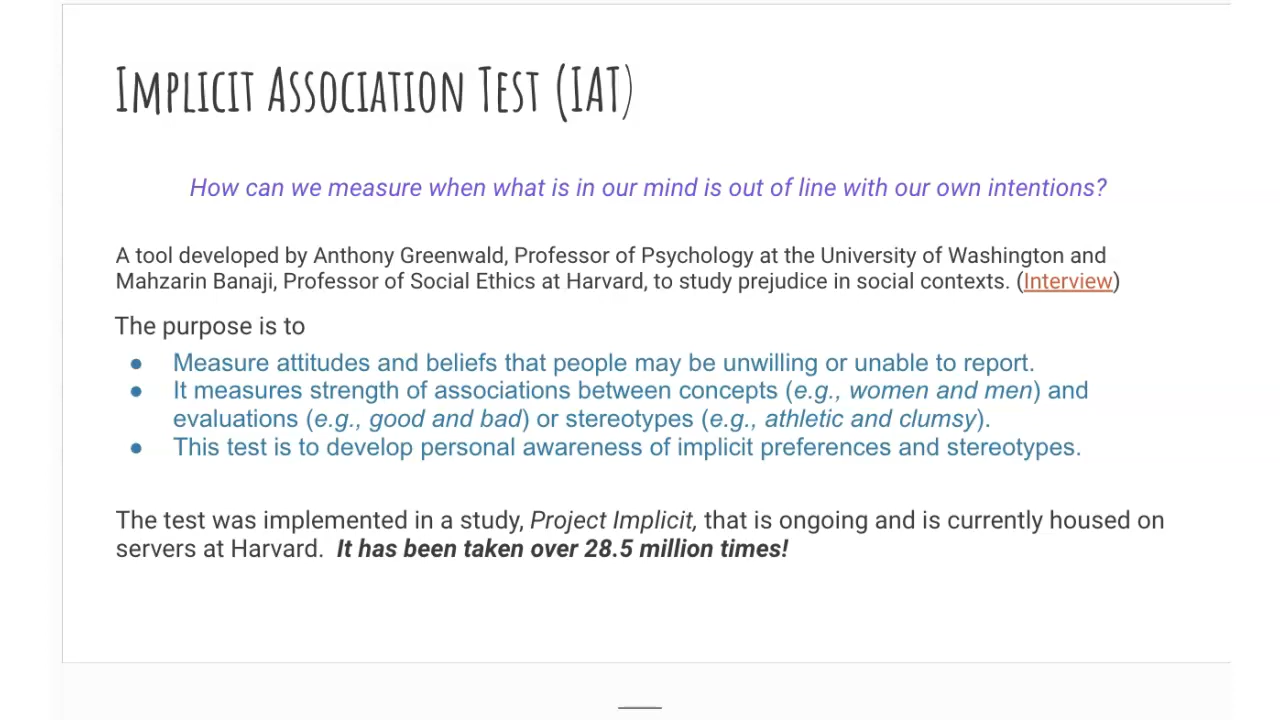 Implicit Association Test (IAT)
How can we measure when what is in our mind is out of line with our own intentions?
A tool developed by Anthony Greenwald, Professor of Psychology at the University of Washington and
Mahzarin Banaji, Professor of Social Ethics at Harvard, to study prejudice in social contexts. (Interview)
The purpose is to
● Measure attitudes and beliefs that people may be unwilling or unable to report.
● It measures strength of associations between concepts (e.g., women and men) and
evaluations (e.g., good and bad) or stereotypes (e.g., athletic and clumsy).
● This test is to develop personal awareness of implicit preferences and stereotypes.
The test was implemented in a study, Project Implicit, that is ongoing and is currently housed on
servers at Harvard. It has been taken over 28.5 million times!